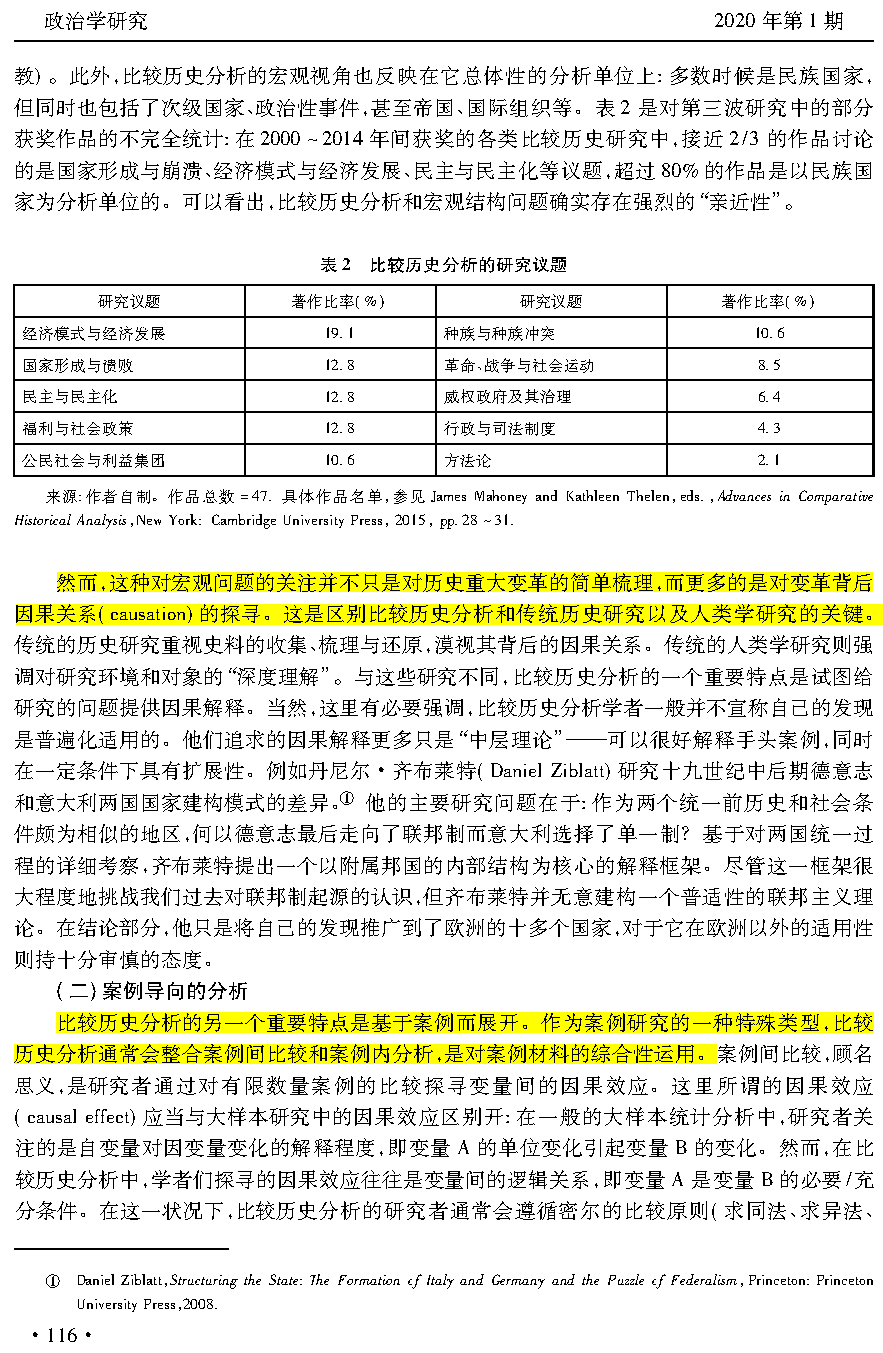 政治学研究 2020 年第 1 期
教) 。此外,比较历史分析的宏观视角也反映在它总体性的分析单位上: 多数时候是民族国家,
但同时也包括了次级国家、政治性事件,甚至帝国、国际组织等。表 2 是对第三波研究中的部分
获奖作品的不完全统计: 在 2000 ~ 2014 年间获奖的各类比较历史研究中,接近 2/3 的作品讨论
的是国家形成与崩溃、经济模式与经济发展、民主与民主化等议题,超过 80% 的作品是以民族国
家为分析单位的。可以看出,比较历史分析和宏观结构问题确实存在强烈的“亲近性”。
表 2 比较历史分析的研究议题
研究议题 著作比率( %) 研究议题 著作比率( %)
经济模式与经济发展 19. 1 种族与种族冲突 10. 6
国家形成与溃败 12. 8 革命、战争与社会运动 8. 5
民主与民主化 12. 8 威权政府及其治理 6. 4
福利与社会政策 12. 8 行政与司法制度 4. 3
公民社会与利益集团 10. 6 方法论 2. 1
来源: 作者自制。作品总数 = 47. 具体作品名单,参见 James Mahoney and Kathleen Thelen, eds. , Advances in Comparative
Historical Analysis, New York: Cambridge University Press, 2015, pp. 28 ~ 31.
然而,这种对宏观问题的关注并不只是对历史重大变革的简单梳理,而更多的是对变革背后
因果关系( causation) 的探寻。这是区别比较历史分析和传统历史研究以及人类学研究的关键。
传统的历史研究重视史料的收集、梳理与还原,漠视其背后的因果关系。传统的人类学研究则强
调对研究环境和对象的“深度理解”。与这些研究不同,比较历史分析的一个重要特点是试图给
研究的问题提供因果解释。当然,这里有必要强调,比较历史分析学者一般并不宣称自己的发现
是普遍化适用的。他们追求的因果解释更多只是“中层理论”——可以很好解释手头案例,同时
在一定条件下具有扩展性。例如丹尼尔·齐布莱特( Daniel Ziblatt) 研究十九世纪中后期德意志
和意大利两国国家建构模式的差异。① 他的主要研究问题在于: 作为两个统一前历史和社会条
件颇为相似的地区,何以德意志最后走向了联邦制而意大利选择了单一制? 基于对两国统一过
程的详细考察,齐布莱特提出一个以附属邦国的内部结构为核心的解释框架。尽管这一框架很
大程度地挑战我们过去对联邦制起源的认识,但齐布莱特并无意建构一个普适性的联邦主义理
论。在结论部分,他只是将自己的发现推广到了欧洲的十多个国家,对于它在欧洲以外的适用性
则持十分审慎的态度。
( 二) 案例导向的分析
比较历史分析的另一个重要特点是基于案例而展开。作为案例研究的一种特殊类型,比较
历史分析通常会整合案例间比较和案例内分析,是对案例材料的综合性运用。案例间比较,顾名
思义,是研究者通过对有限数量案例的比较探寻变量间的因果效应。这里所谓的因果效应
( causal effect) 应当与大样本研究中的因果效应区别开: 在一般的大样本统计分析中,研究者关
注的是自变量对因变量变化的解释程度,即变量 A 的单位变化引起变量 B 的变化。然而,在比
较历史分析中,学者们探寻的因果效应往往是变量间的逻辑关系,即变量 A 是变量 B 的必要/充
分条件。在这一状况下,比较历史分析的研究者通常会遵循密尔的比较原则( 求同法、求异法、
① Daniel Ziblatt, Structuring the State: The Formation of Italy and Germany and the Puzzle of Federalism, Princeton: Princeton
University Press, 2008.
· 116 ·